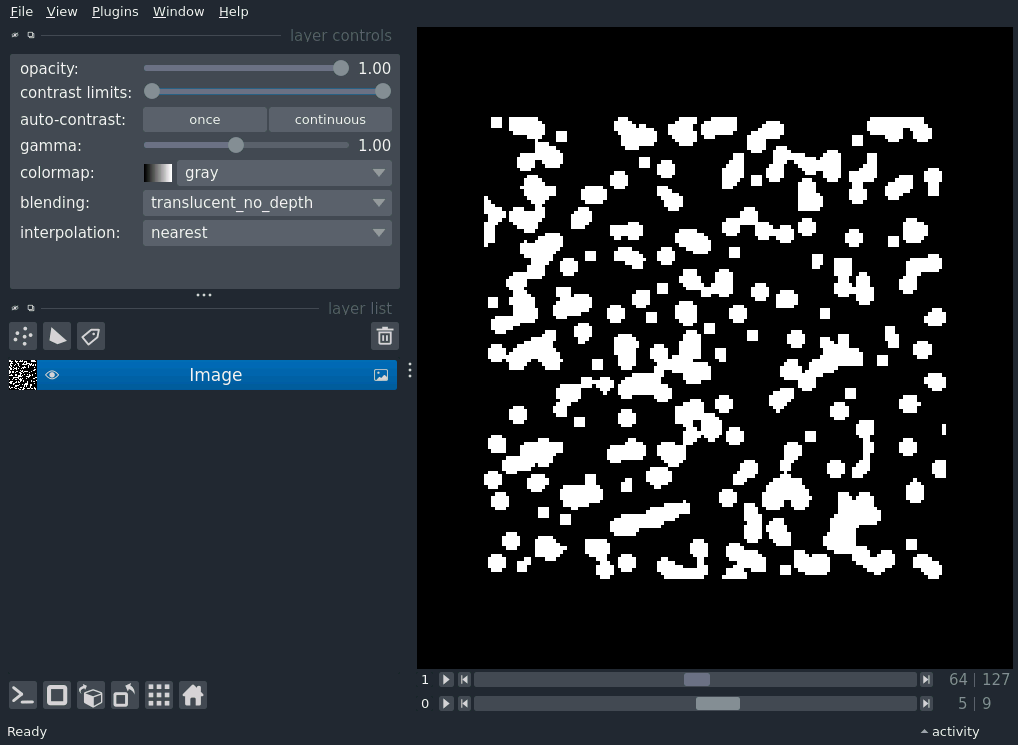 File View Plugins Window Help
layer controls
opacity: 1.00
contrast limits:
auto-contrast: once continuous
gamma: 1.00
colormap: gray
blending: translucent_no_depth
interpolation: nearest
layer list
Image
1 64 | 127
0 5 | 9
Ready activity